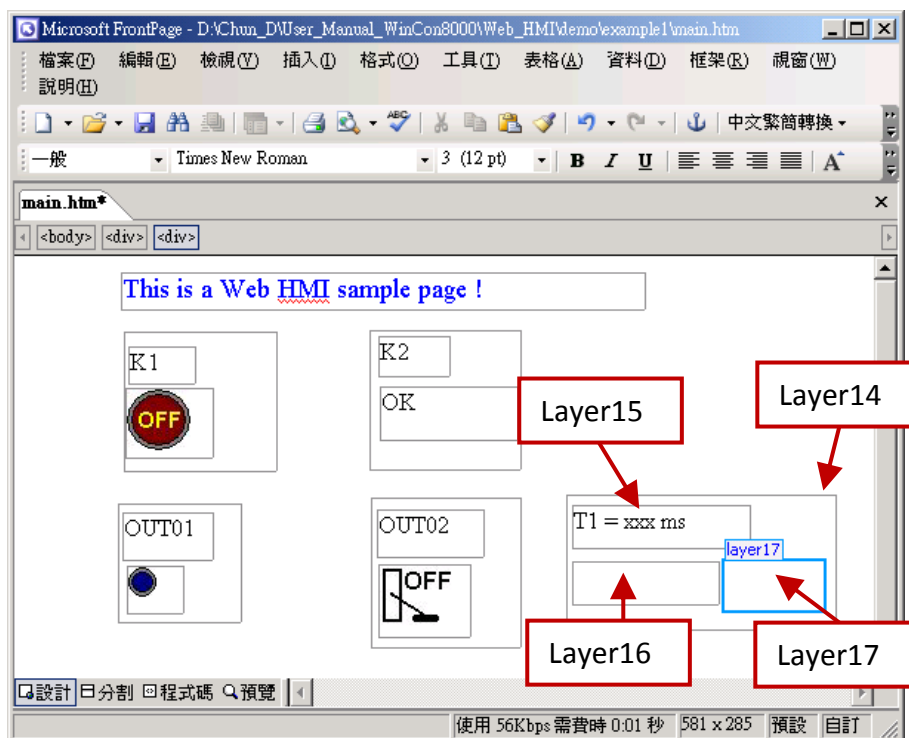 Microsoft FrontPage - D:\Chun_D\User_Manual_WinCon8000\Web_HMI\demo\example1\main.htm
檔案(F) 編輯(E) 檢視(V) 插入(I) 格式(O) 工具(T) 表格(A) 資料(D) 框架(R) 視窗(W)
說明(H)
ABC 中文繁簡轉換
一般 Times New Roman 3 (12 pt) B I U A
main.htm*
<body> <div> <div>
This is a Web HMI sample page !
K1
OFF
K2
OK
Layer15
Layer14
OUT01
OUT02
OFF
T1 = xxx ms
layer17
Layer16
Layer17
設計 分割 程式碼 預覽
使用 56Kbps 需費時 0:01 秒 581 x 285 預設 自訂